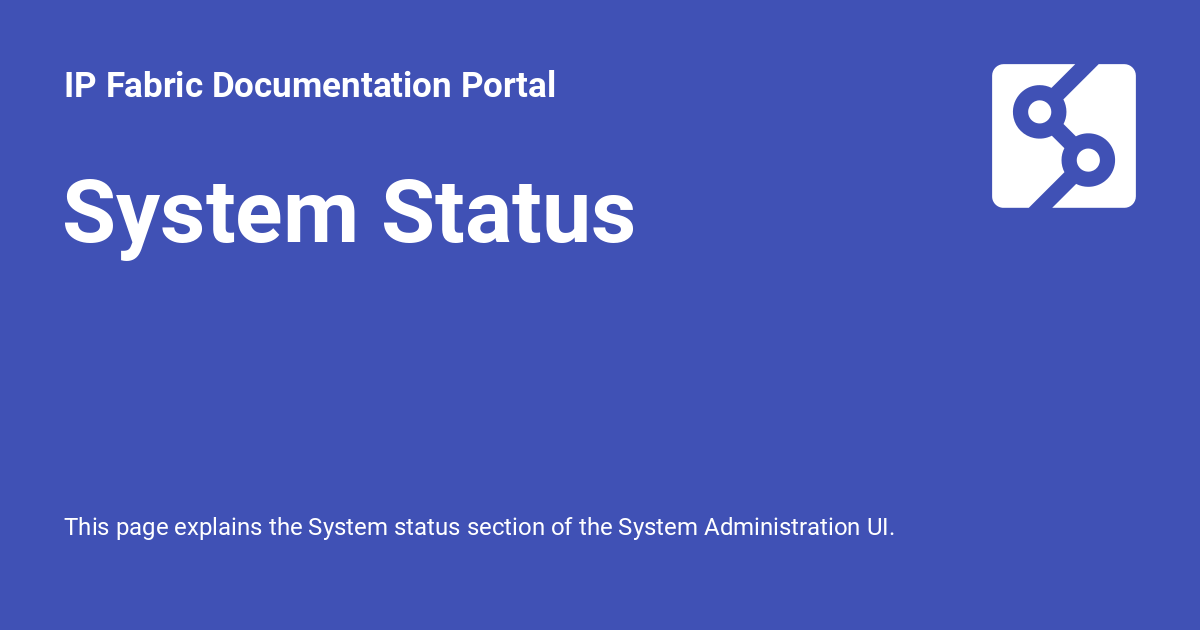 IP Fabric Documentation Portal
System Status
This page explains the System status section of the System Administration UI.